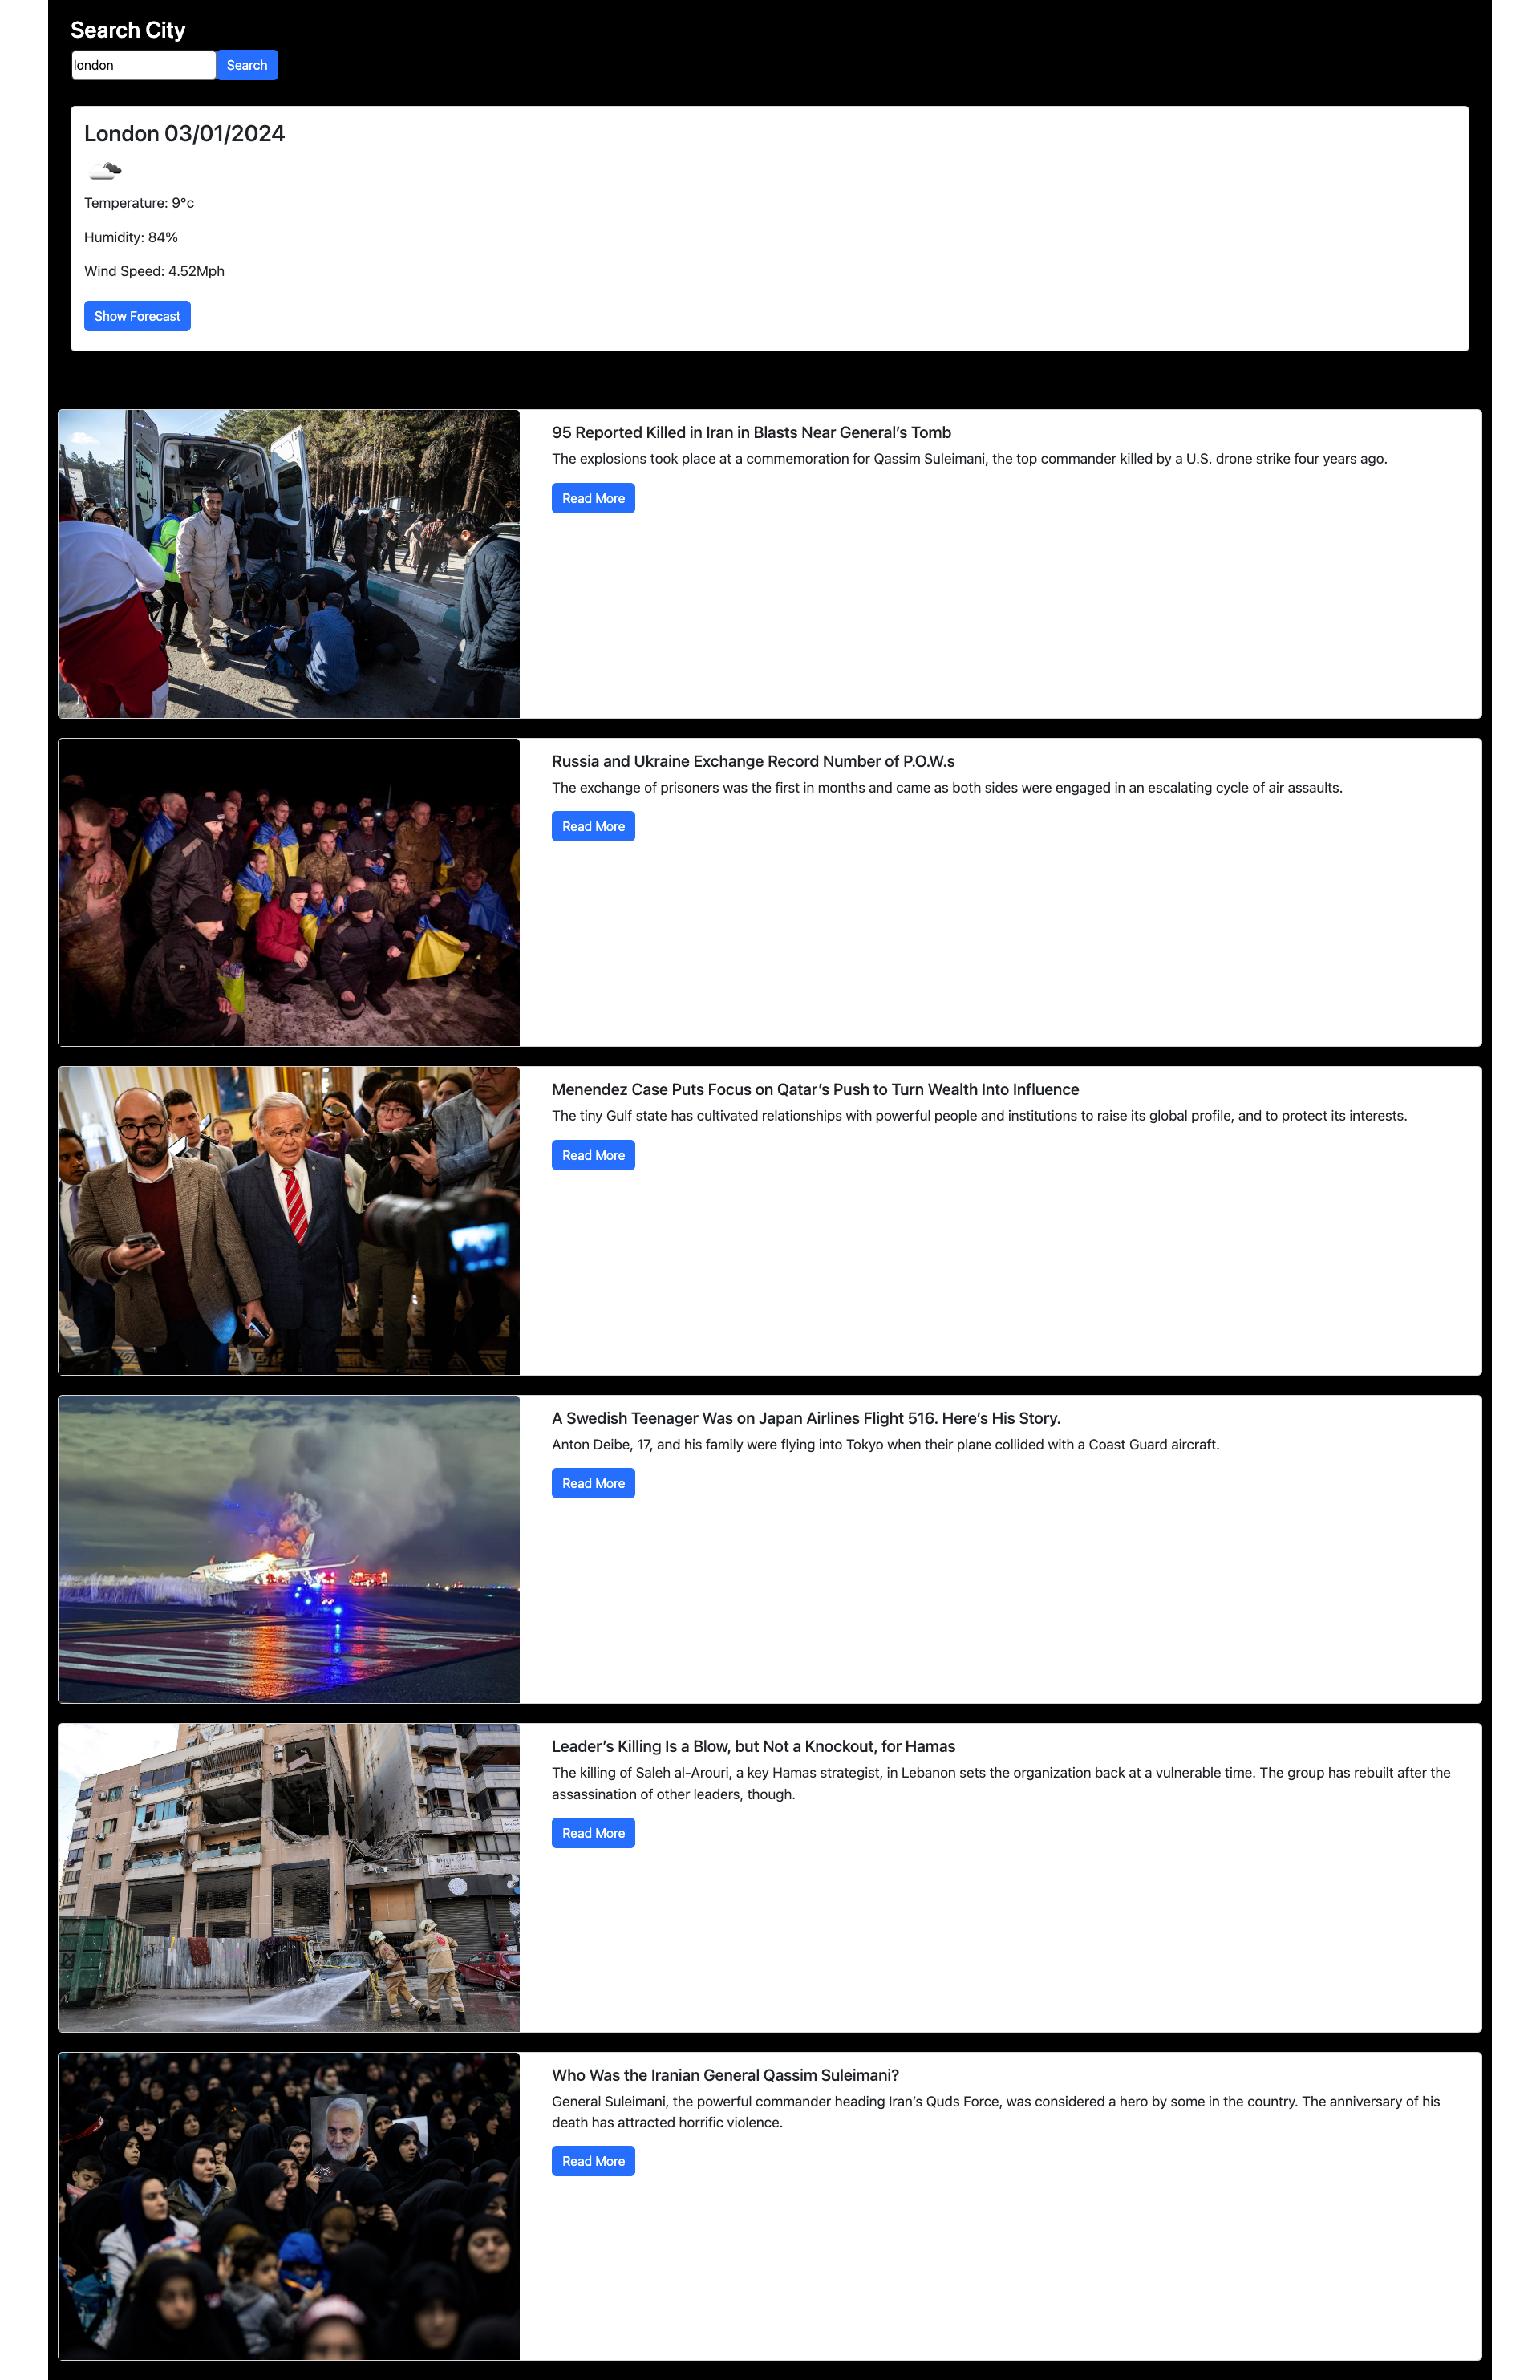 Search City
london
Search
London 03/01/2024
Temperature: 9°c
Humidity: 84%
Wind Speed: 4.52Mph
Show Forecast
95 Reported Killed in Iran in Blasts Near General’s Tomb
The explosions took place at a commemoration for Qassim Suleimani, the top commander killed by a U.S. drone strike four years ago.
Read More
Russia and Ukraine Exchange Record Number of P.O.W.s
The exchange of prisoners was the first in months and came as both sides were engaged in an escalating cycle of air assaults.
Read More
Menendez Case Puts Focus on Qatar’s Push to Turn Wealth Into Influence
The tiny Gulf state has cultivated relationships with powerful people and institutions to raise its global profile, and to protect its interests.
Read More
A Swedish Teenager Was on Japan Airlines Flight 516. Here’s His Story.
Anton Deibe, 17, and his family were flying into Tokyo when their plane collided with a Coast Guard aircraft.
Read More
Leader’s Killing Is a Blow, but Not a Knockout, for Hamas
The killing of Saleh al-Arouri, a key Hamas strategist, in Lebanon sets the organization back at a vulnerable time. The group has rebuilt after the
assassination of other leaders, though.
Read More
Who Was the Iranian General Qassim Suleimani?
General Suleimani, the powerful commander heading Iran’s Quds Force, was considered a hero by some in the country. The anniversary of his
death has attracted horrific violence.
Read More